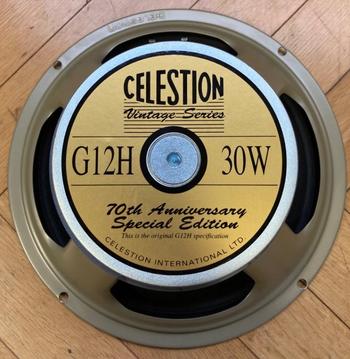 CELESTION
Vintage Series
G12H 30W
70th Anniversary
Special Edition
This is the original G12H specification
CELESTION INTERNATIONAL LTD.